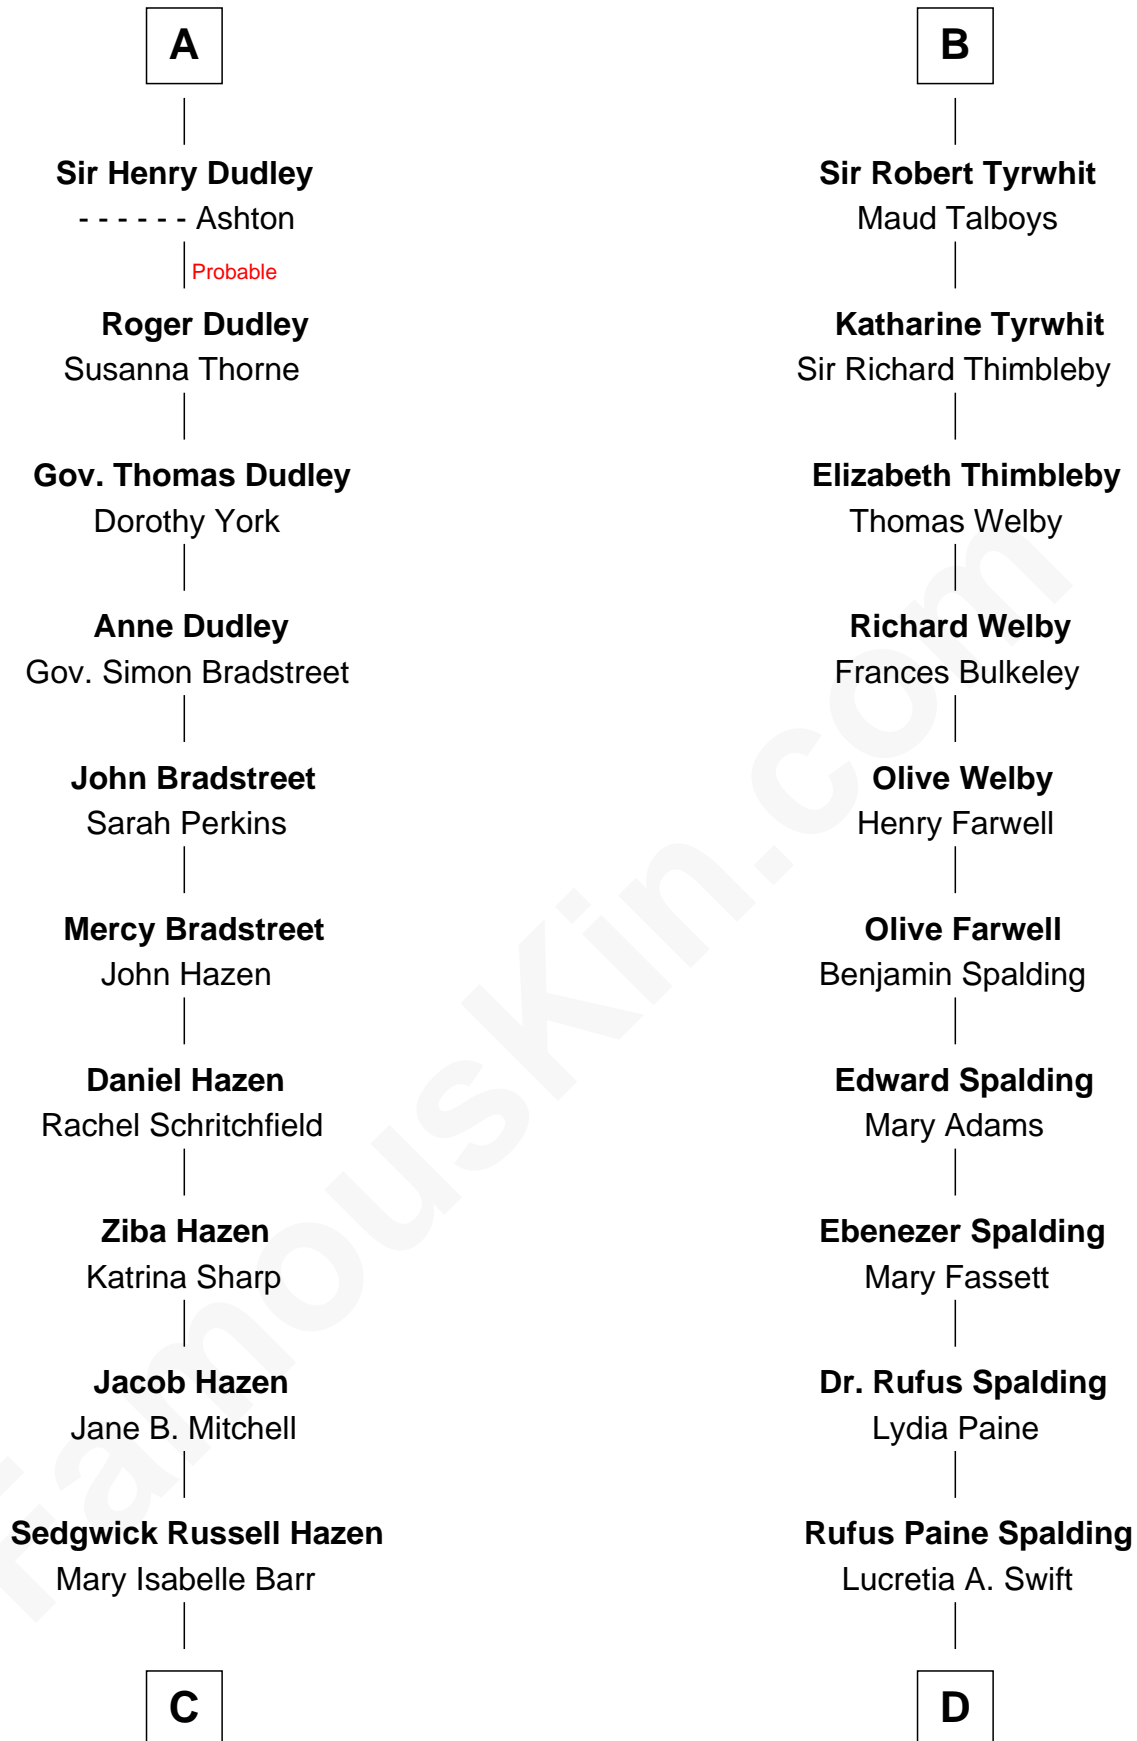 A
Sir Henry Dudley
- - - - - - Ashton
Probable
Roger Dudley
Susanna Thorne
Gov. Thomas Dudley
Dorothy York
Anne Dudley
Gov. Simon Bradstreet
John Bradstreet
Sarah Perkins
Mercy Bradstreet
John Hazen
Daniel Hazen
Rachel Schritchfield
Ziba Hazen
Katrina Sharp
Jacob Hazen
Jane B. Mitchell
Sedgwick Russell Hazen
Mary Isabelle Barr
C
B
Sir Robert Tyrwhit
Maud Talboys
Katharine Tyrwhit
Sir Richard Thimbleby
Elizabeth Thimbleby
Thomas Welby
Richard Welby
Frances Bulkeley
Olive Welby
Henry Farwell
Olive Farwell
Benjamin Spalding
Edward Spalding
Mary Adams
Ebenezer Spalding
Mary Fassett
Dr. Rufus Spalding
Lydia Paine
Rufus Paine Spalding
Lucretia A. Swift
D
FamousKin.com